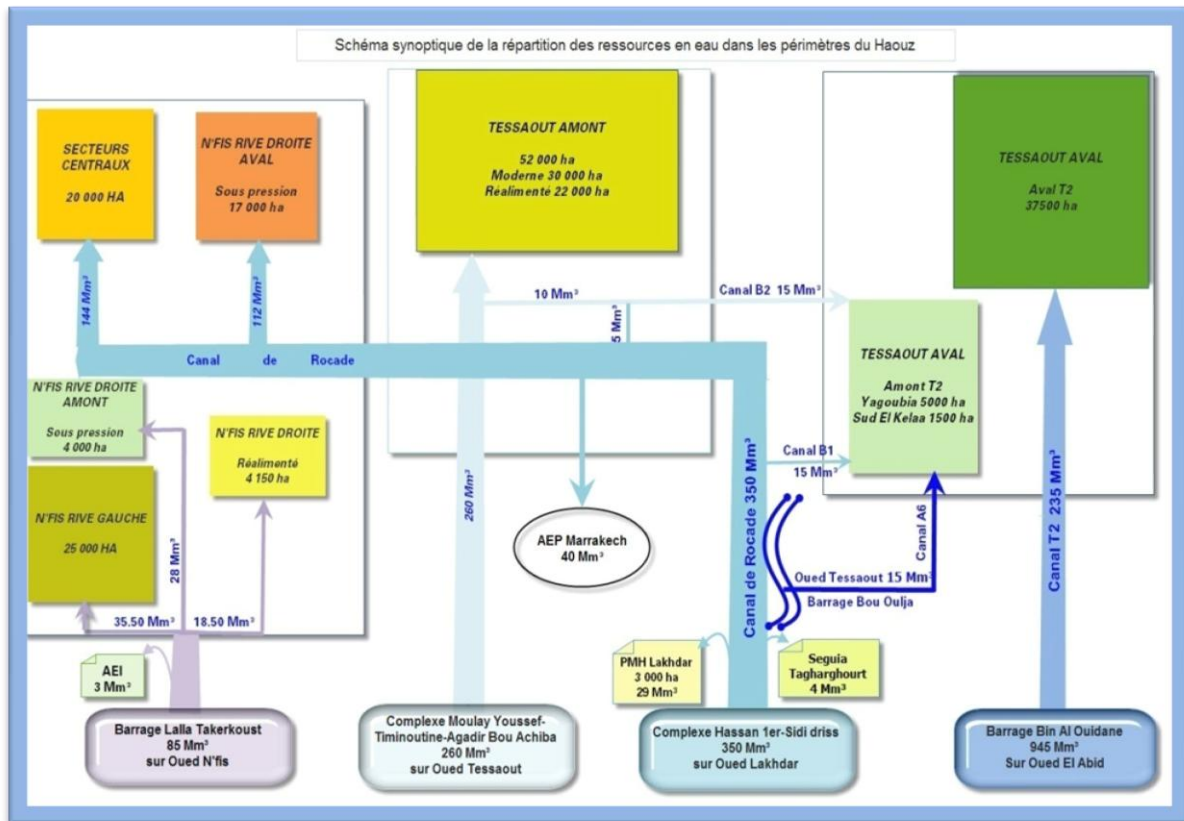 Schéma synoptique de la répartition des ressources en eau dans les périmètres du Haouz
SECTEURS
CENTRAUX
20 000 HA
N'FIS RIVE DROITE
AVAL
Sous pression
17 000 ha
TESSAOUT AMONT
52 000 ha
Moderne 30 000 ha
Réalimenté 22 000 ha
TESSAOUT AVAL
Aval T2
37500 ha
144 Mm³
112 Mm³
10 Mm³
Canal B2 15 Mm³
5 Mm³
Canal de Rocade
TESSAOUT AVAL
Amont T2
Yagoubia 5000 ha
Sud El Kelaa 1500 ha
N'FIS RIVE DROITE
AMONT
Sous pression
4 000 ha
N'FIS RIVE DROITE
Réalimenté
4 150 ha
N'FIS RIVE GAUCHE
25 000 HA
28 Mm³
35.50 Mm³
18.50 Mm³
260 Mm³
AEP Marrakech
40 Mm³
Canal de Rocade 350 Mm³
Canal B1
15 Mm³
Canal A6
Oued Tessaout 15 Mm³
Barrage Bou Oulja
Canal T2 235 Mm³
AEI
3 Mm³
PMH Lakhdar
3 000 ha
29 Mm³
Seguia
Tagharghourt
4 Mm³
Barrage Lalla Takerkoust
85 Mm³
sur Oued N'fis
Complexe Moulay Youssef-
Timinoutine-Agadir Bou Achiba
260 Mm³
sur Oued Tessaout
Complexe Hassan 1er-Sidi driss
350 Mm³
sur Oued Lakhdar
Barrage Bin Al Ouidane
945 Mm³
Sur Oued El Abid